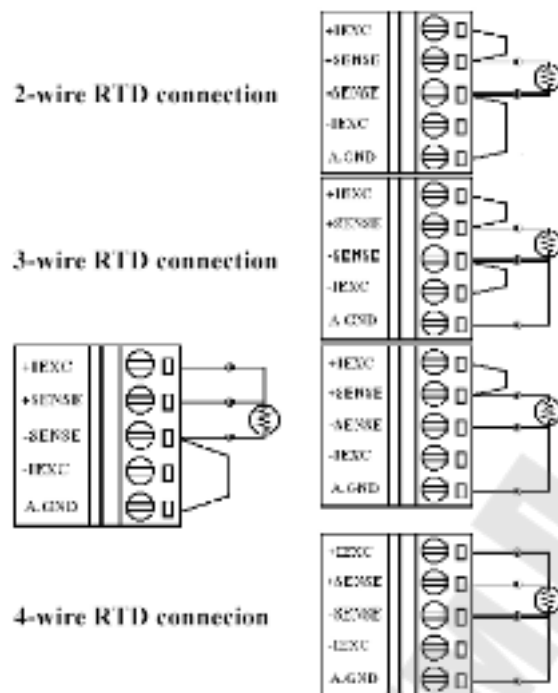 2-wire RTD connection
+IEXC
+SENSE
-SENSE
-IEXC
A.GND
3-wire RTD connection
+IEXC
+SENSE
-SENSE
-IEXC
A.GND
+IEXC
+SENSE
-SENSE
-IEXC
A.GND
+IEXC
+SENSE
-SENSE
-IEXC
A.GND
4-wire RTD connecion
+IEXC
+SENSE
-SENSE
-IEXC
A.GND